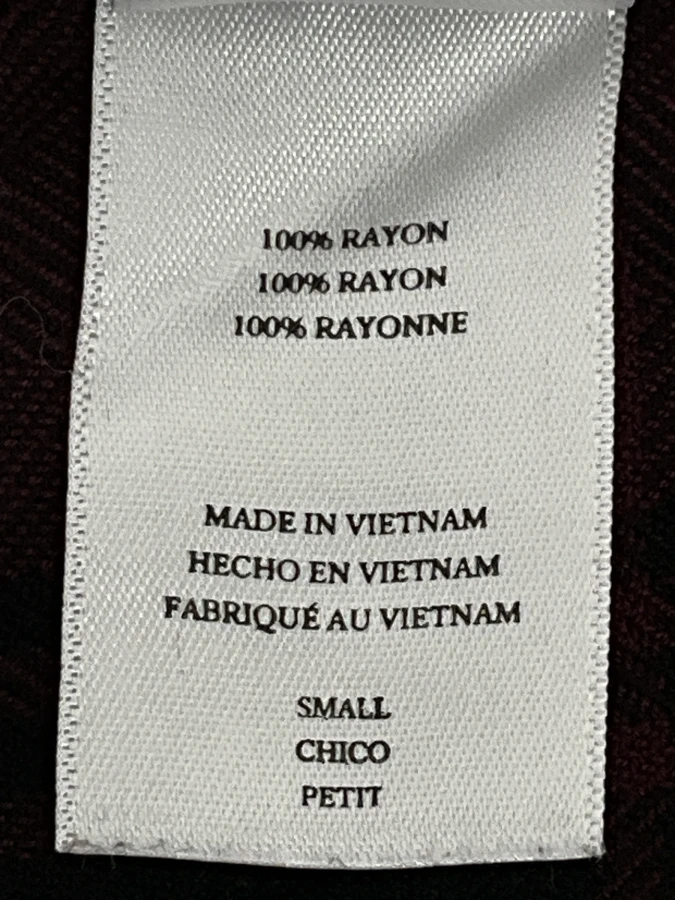 100% RAYON
100% RAYON
100% RAYONNE
MADE IN VIETNAM
HECHO EN VIETNAM
FABRIQUÉ AU VIETNAM
SMALL
CHICO
PETIT